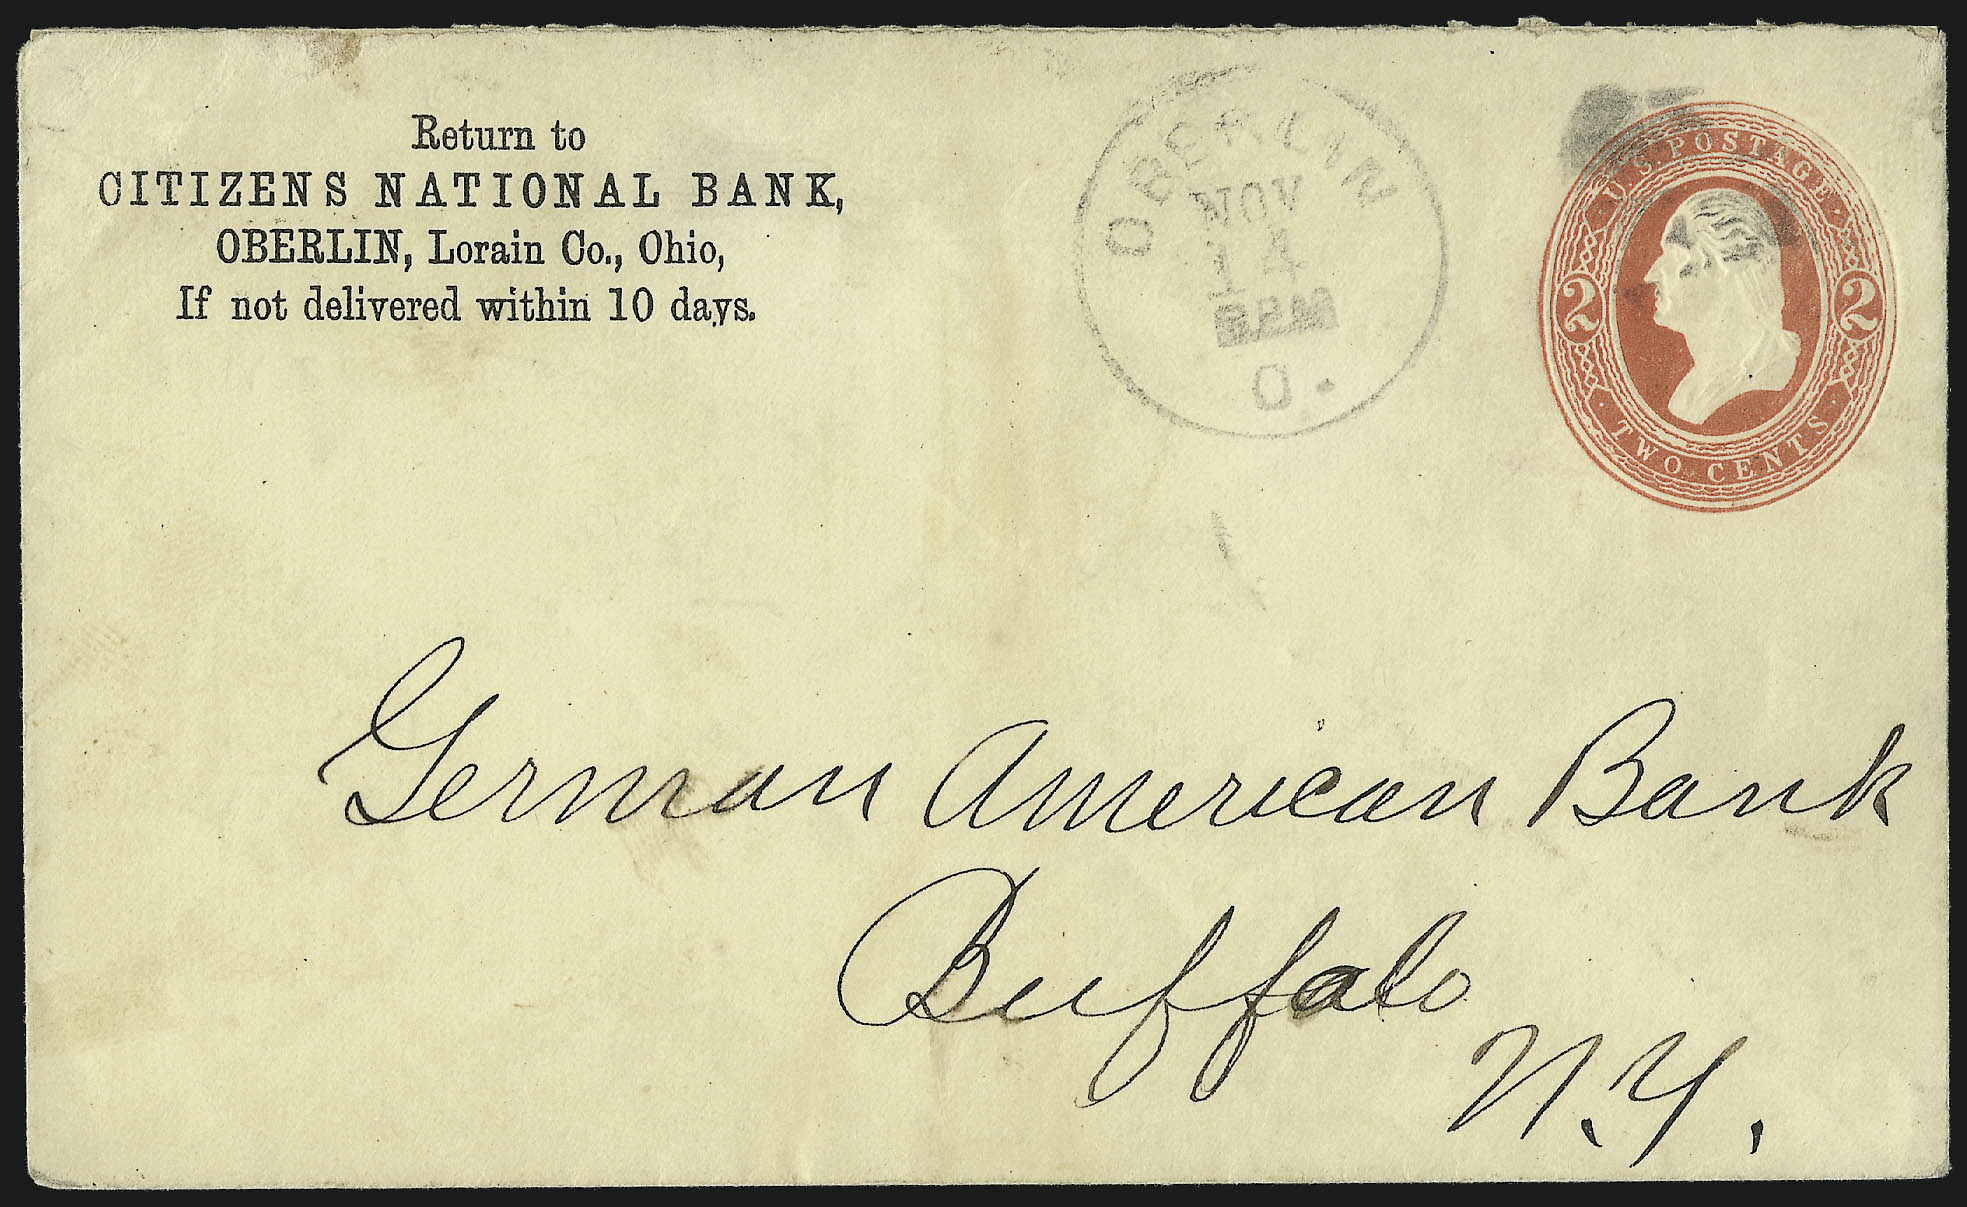 Return to
CITIZENS NATIONAL BANK,
OBERLIN, Lorain Co., Ohio,
If not delivered within 10 days.
OBERLIN
NOV
14
O.
U.S. POSTAGE
2 2
TWO CENTS
German American Bank
Buffalo
N.Y.